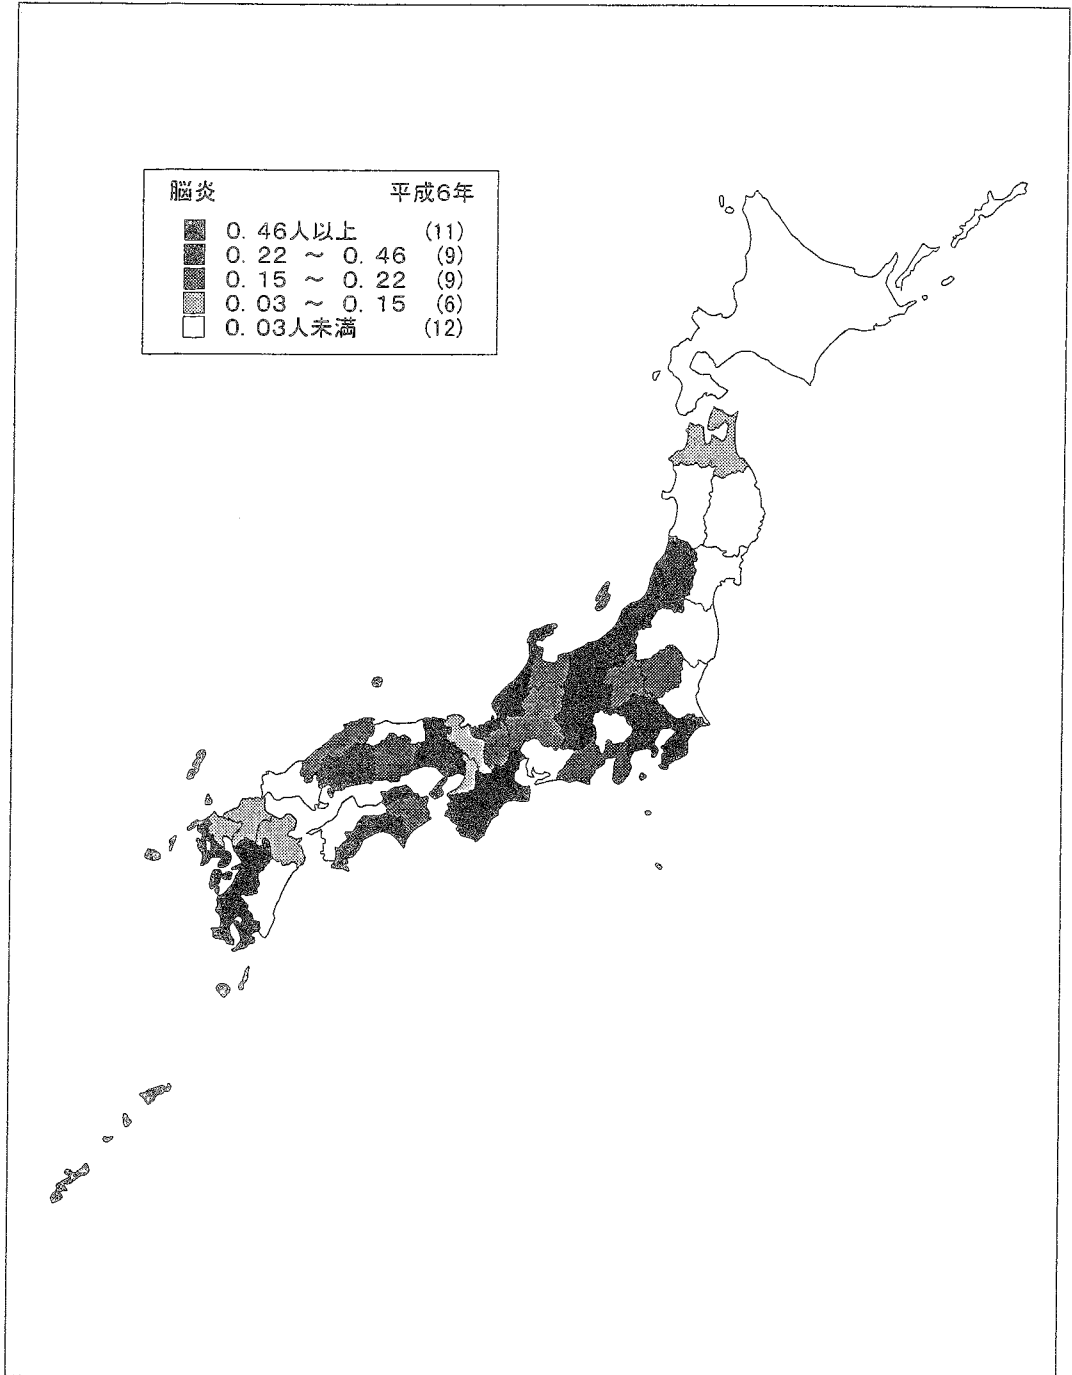 脳炎 平成6年
0.46人以上 (11)
0.22 ～ 0.46 (9)
0.15 ～ 0.22 (9)
0.03 ～ 0.15 (6)
0.03人未満 (12)